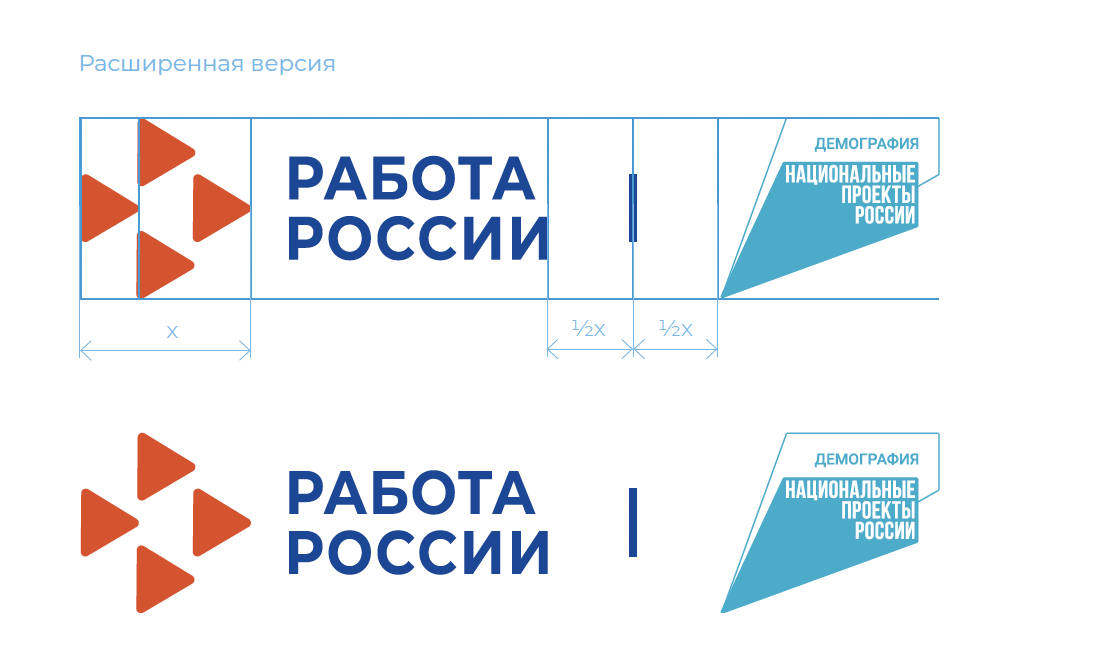 Расширенная версия
РАБОТА
РОССИИ
ДЕМОГРАФИЯ
НАЦИОНАЛЬНЫЕ
ПРОЕКТЫ
РОССИИ
x
½x
½x
РАБОТА
РОССИИ
ДЕМОГРАФИЯ
НАЦИОНАЛЬНЫЕ
ПРОЕКТЫ
РОССИИ